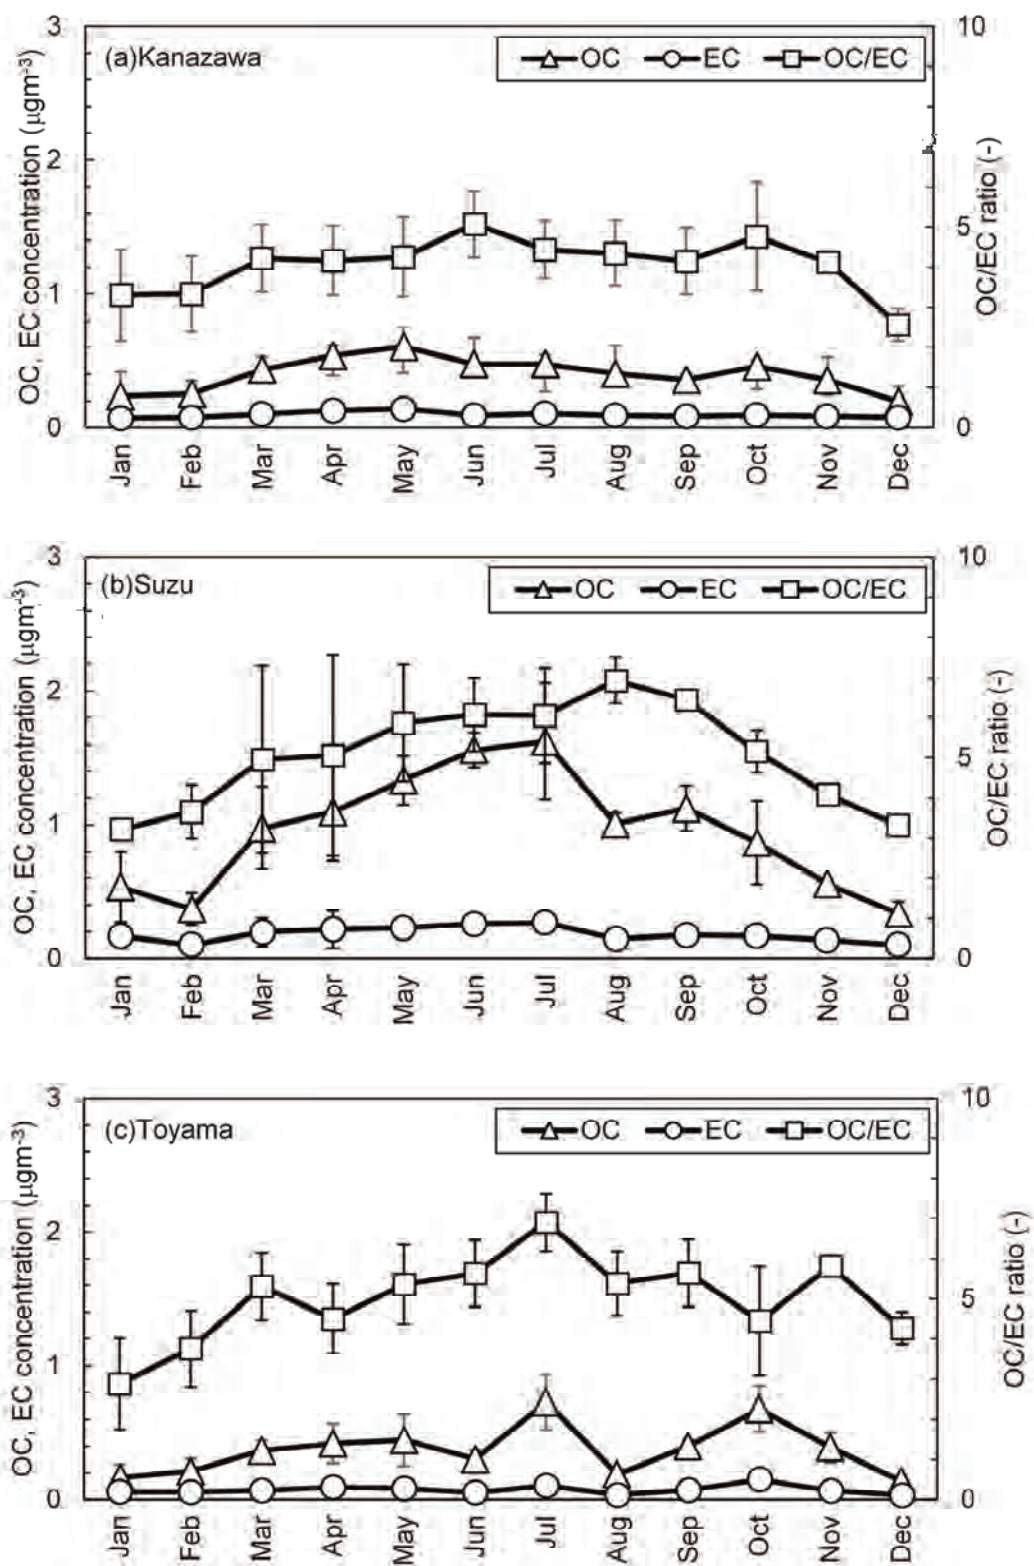 (a)Kanazawa
OC EC OC/EC
OC, EC concentration (μgm⁻³)
3
2
1
0
OC/EC ratio (-)
10
5
0
Jan Feb Mar Apr May Jun Jul Aug Sep Oct Nov Dec
(b)Suzu
OC EC OC/EC
OC, EC concentration (μgm⁻³)
3
2
1
0
OC/EC ratio (-)
10
5
0
Jan Feb Mar Apr May Jun Jul Aug Sep Oct Nov Dec
(c)Toyama
OC EC OC/EC
OC, EC concentration (μgm⁻³)
3
2
1
0
OC/EC ratio (-)
10
5
0
Jan Feb Mar Apr May Jun Jul Aug Sep Oct Nov Dec